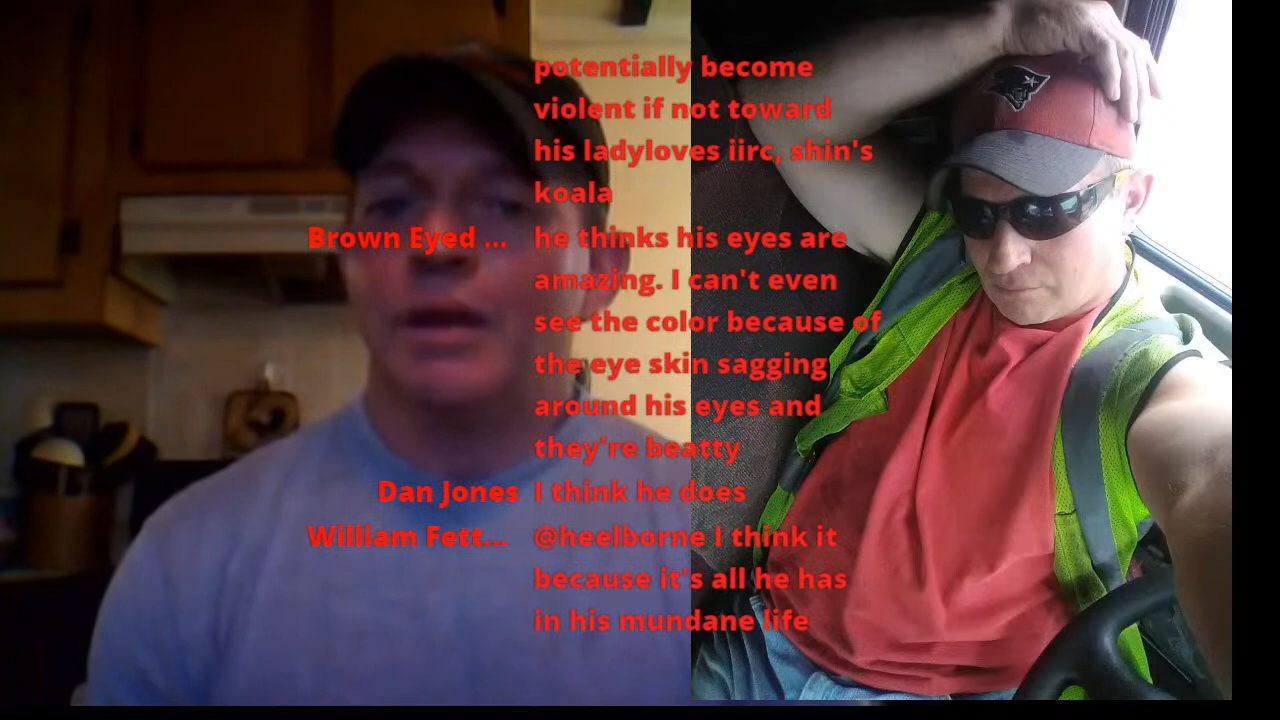 potentially become
violent if not toward
his ladyloves iirc, shin's
koala
Brown Eyed ... he thinks his eyes are
amazing. I can't even
see the color because of
the eye skin sagging
around his eyes and
they're beatty
Dan Jones I think he does
William Fett... @heelborne I think it
because it's all he has
in his mundane life